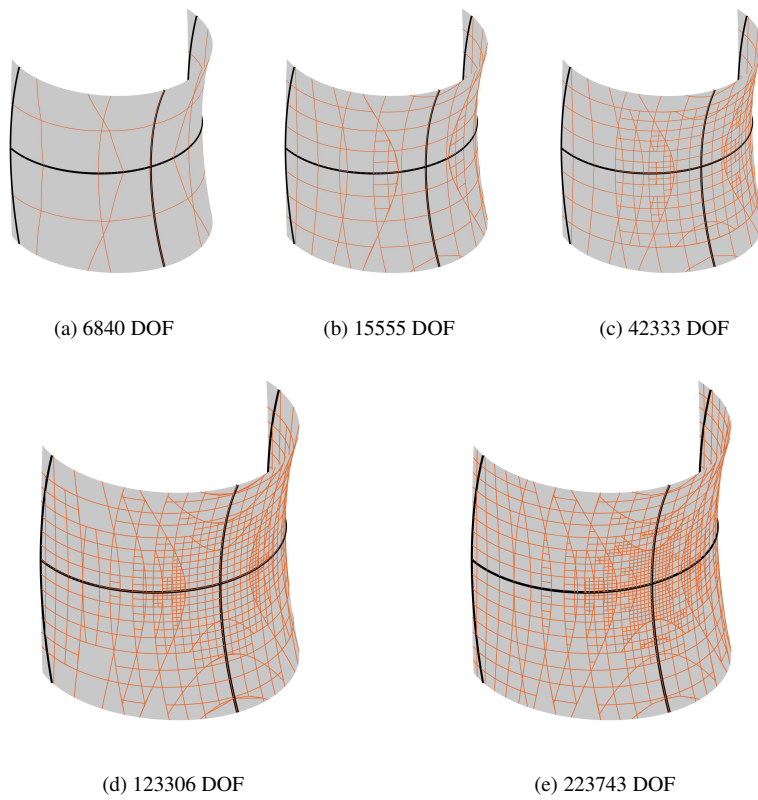 (a) 6840 DOF
(b) 15555 DOF
(c) 42333 DOF
(d) 123306 DOF
(e) 223743 DOF